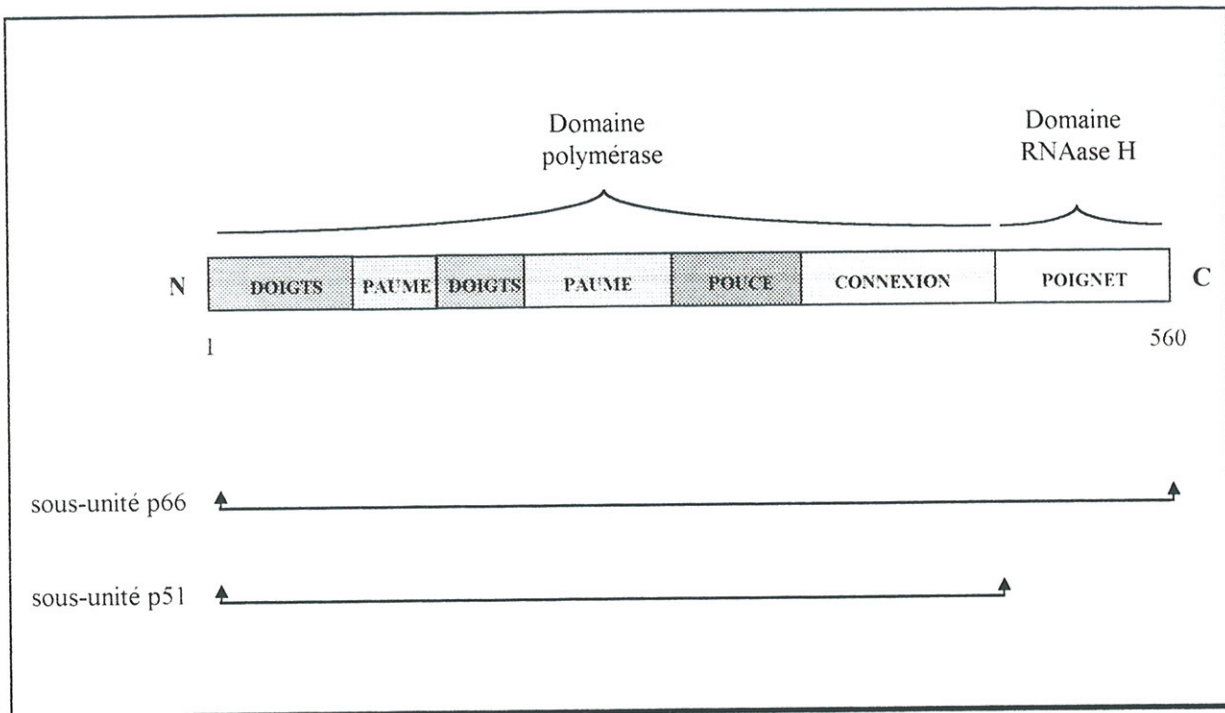 Domaine
polymérase
Domaine
RNAase H
N DOIGTS PAUME DOIGTS PAUME POUCE CONNEXION POIGNET C
1 560
sous-unité p66
sous-unité p51